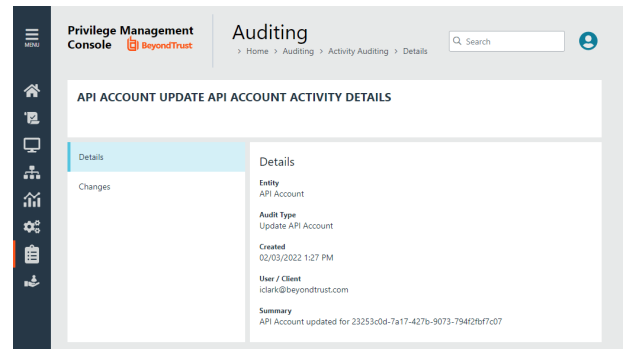 MENU
Privilege Management
Console BeyondTrust
Auditing
> Home > Auditing > Activity Auditing > Details
Search
API ACCOUNT UPDATE API ACCOUNT ACTIVITY DETAILS
Details
Changes
Details
Entity
API Account
Audit Type
Update API Account
Created
02/03/2022 1:27 PM
User / Client
iclark@beyondtrust.com
Summary
API Account updated for 23253c0d-7a17-427b-9073-794f2fbf7c07